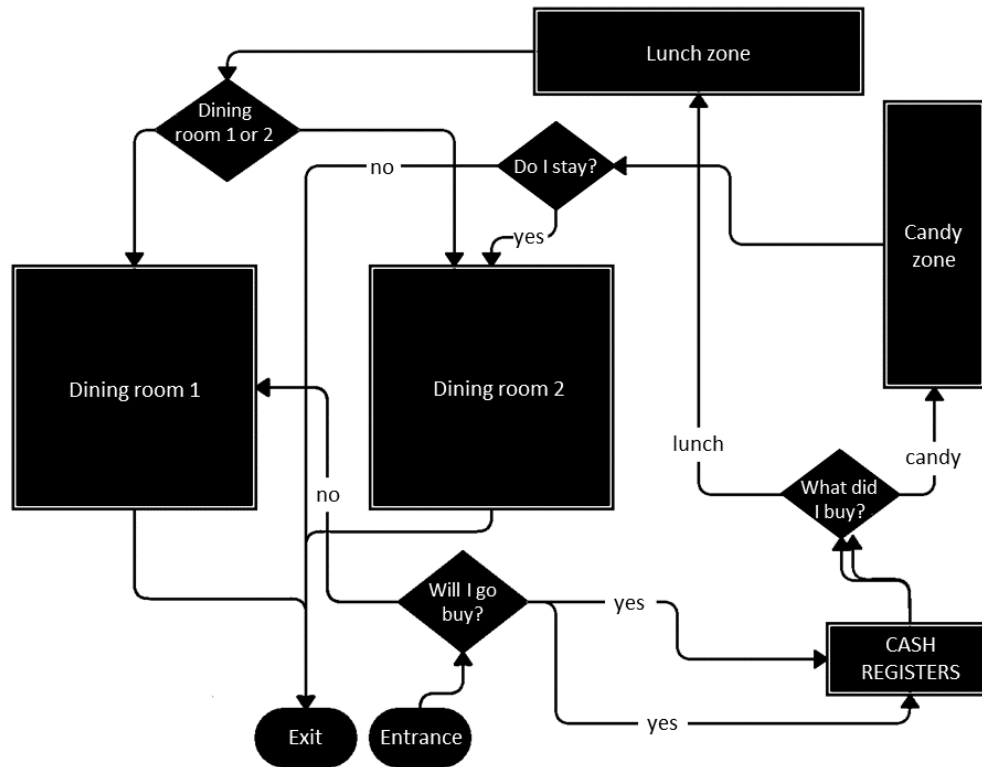 Lunch zone
Dining
room 1 or 2
Do I stay?
no
yes
Candy
zone
Dining room 1
Dining room 2
lunch
candy
What did
I buy?
no
Will I go
buy?
yes
CASH
REGISTERS
yes
Exit
Entrance